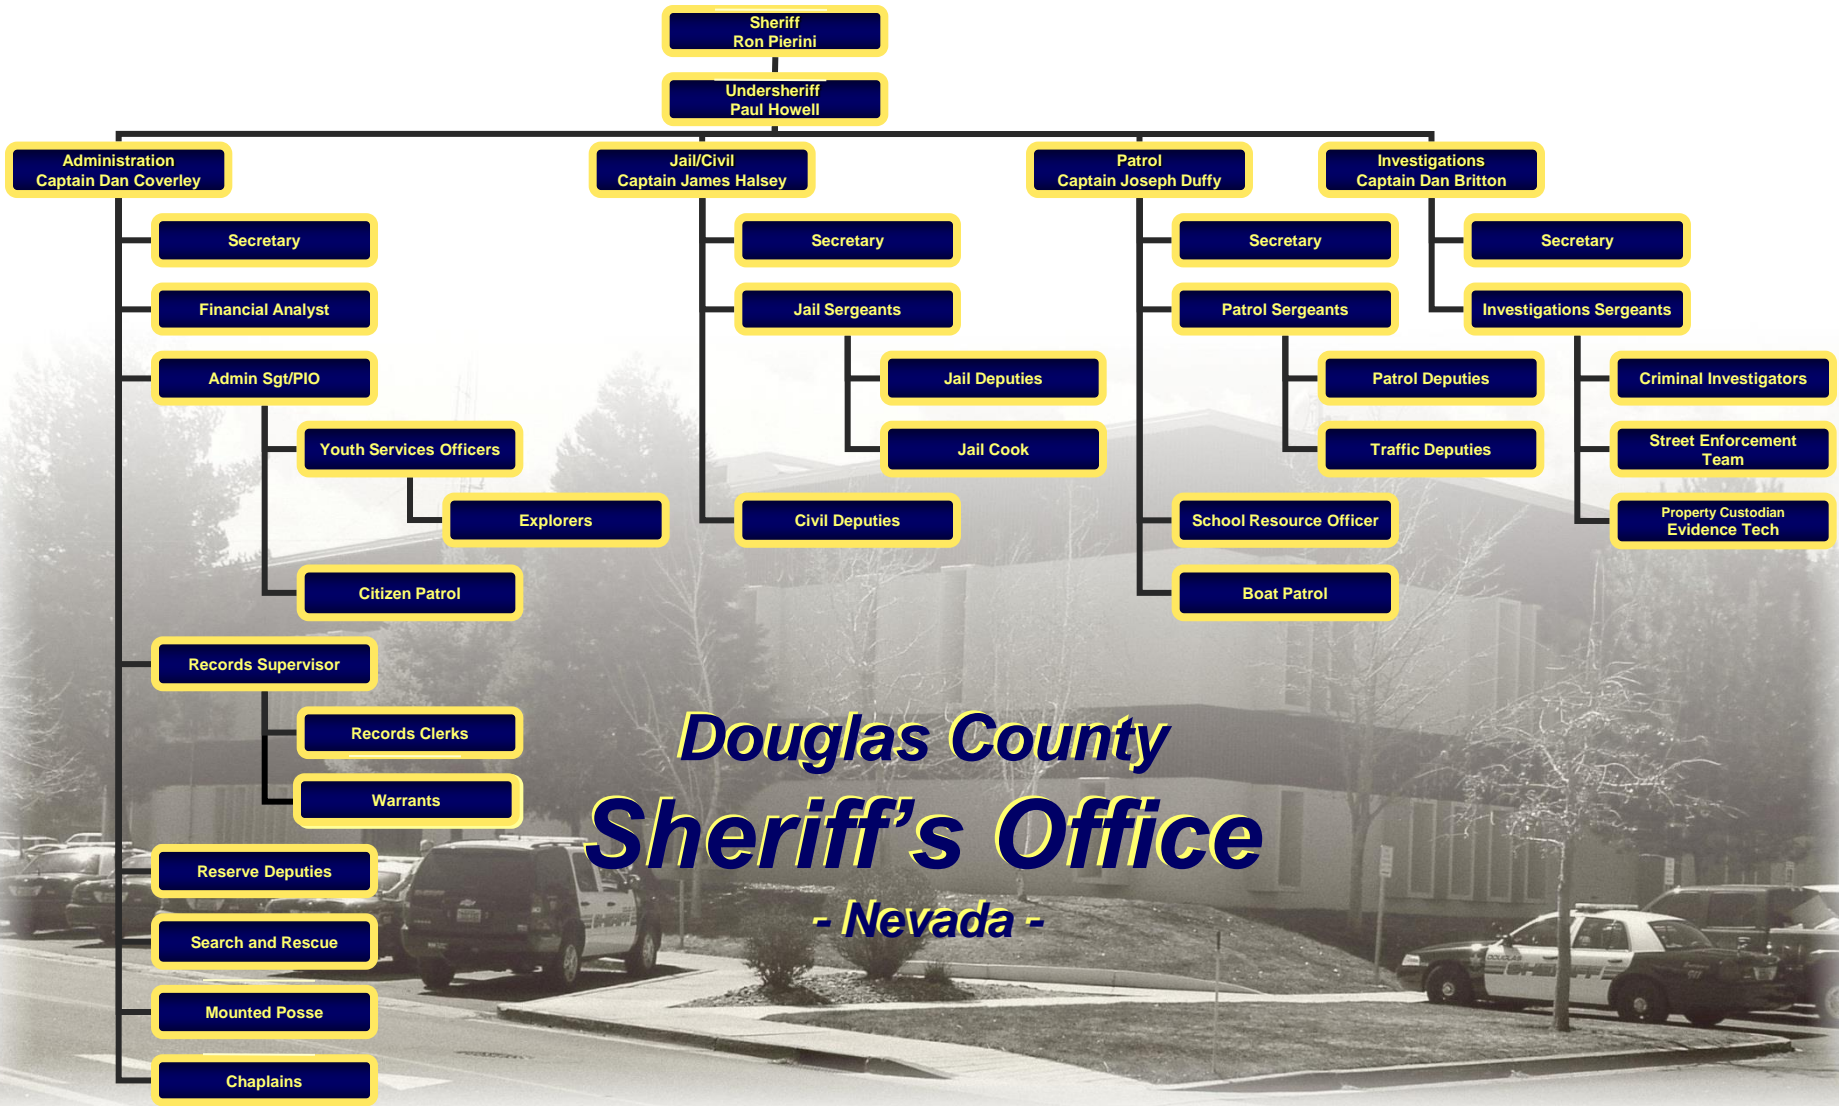 Sheriff
Ron Pierini
Undersheriff
Paul Howell
Administration
Captain Dan Coverley
Jail/Civil
Captain James Halsey
Patrol
Captain Joseph Duffy
Investigations
Captain Dan Britton
Secretary
Secretary
Secretary
Secretary
Financial Analyst
Jail Sergeants
Patrol Sergeants
Investigations Sergeants
Admin Sgt/PIO
Jail Deputies
Patrol Deputies
Criminal Investigators
Youth Services Officers
Jail Cook
Traffic Deputies
Street Enforcement
Team
Explorers
Civil Deputies
School Resource Officer
Property Custodian
Evidence Tech
Citizen Patrol
Boat Patrol
Records Supervisor
Records Clerks
Warrants
Reserve Deputies
Search and Rescue
Mounted Posse
Chaplains
Douglas County
Sheriff’s Office
- Nevada -
DOUGLAS
SHERIFF